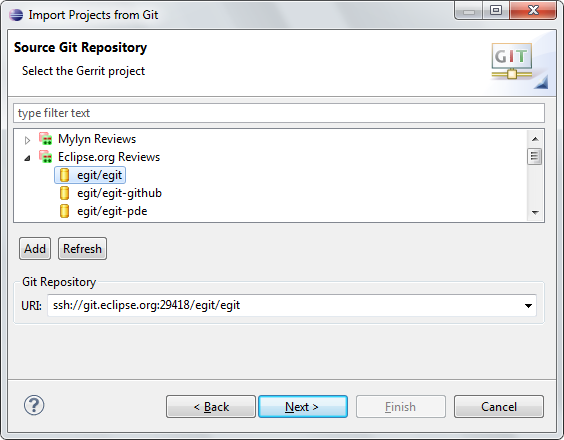 Import Projects from Git
Source Git Repository
Select the Gerrit project
GIT
type filter text
Mylyn Reviews
Eclipse.org Reviews
egit/egit
egit/egit-github
egit/egit-pde
Add Refresh
Git Repository
URI: ssh://git.eclipse.org:29418/egit/egit
? < Back Next > Finish Cancel